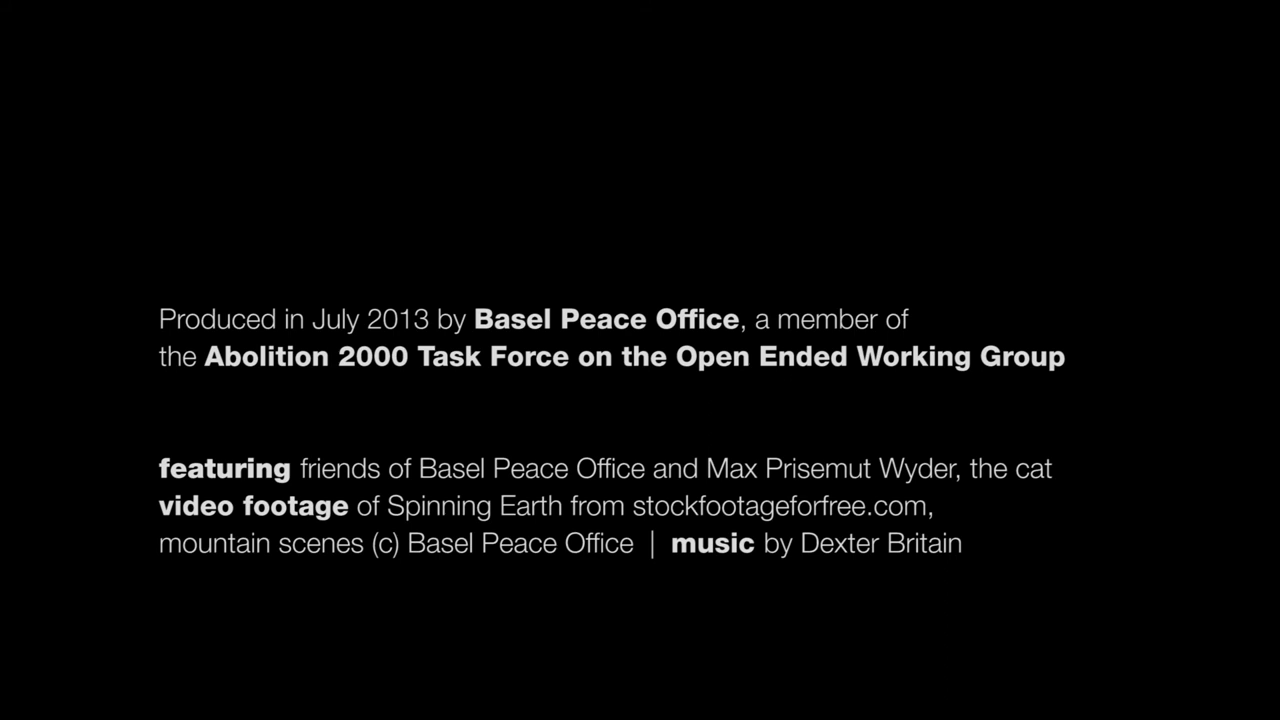 Produced in July 2013 by Basel Peace Office, a member of
the Abolition 2000 Task Force on the Open Ended Working Group
featuring friends of Basel Peace Office and Max Prisemut Wyder, the cat
video footage of Spinning Earth from stockfootageforfree.com,
mountain scenes (c) Basel Peace Office | music by Dexter Britain